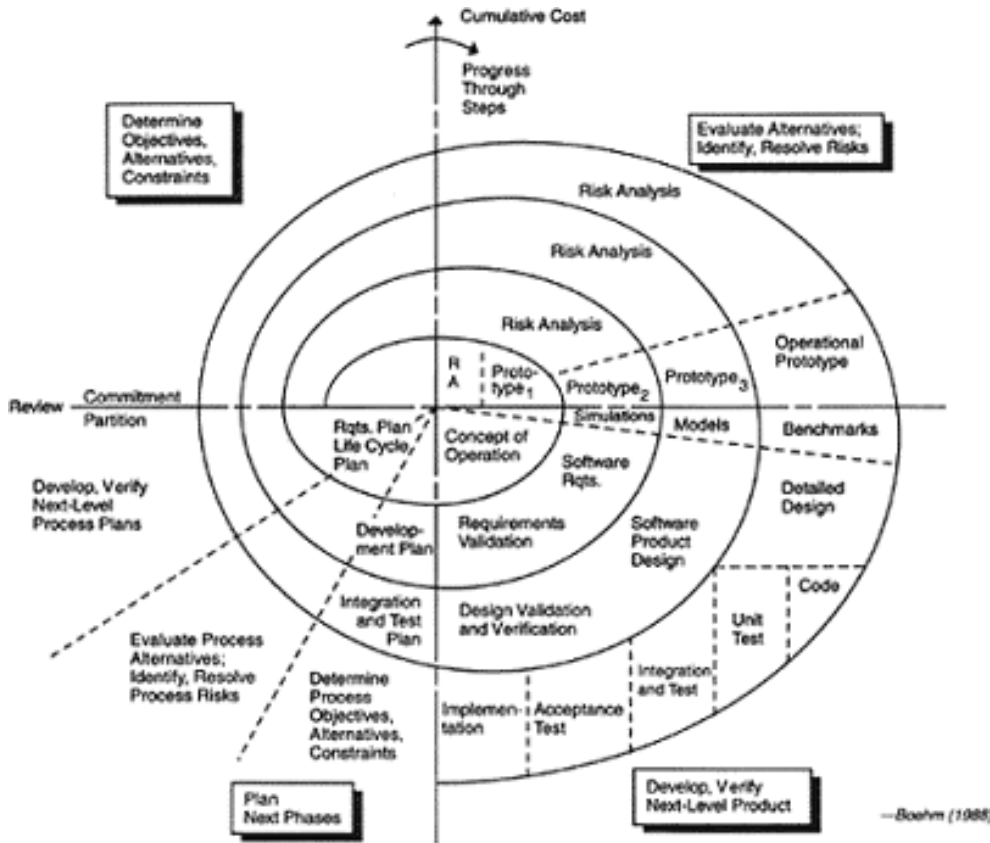 Cumulative Cost
Progress
Through
Steps
Determine
Objectives,
Alternatives,
Constraints
Evaluate Alternatives;
Identify, Resolve Risks
Risk Analysis
Risk Analysis
Risk Analysis
R
A
Proto-
type1
Prototype2
Prototype3
Operational
Prototype
Review
Commitment
Partition
Simulations
Models
Benchmarks
Rqts. Plan
Life Cycle
Plan
Concept of
Operation
Software
Rqts.
Detailed
Design
Develop, Verify
Next-Level
Process Plans
Develop-
ment Plan
Requirements
Validation
Software
Product
Design
Code
Unit
Test
Integration
and Test
Plan
Design Validation
and Verification
Evaluate Process
Alternatives;
Identify, Resolve
Process Risks
Determine
Process
Objectives,
Alternatives,
Constraints
Implemen-
tation
Acceptance
Test
Integration
and Test
Plan
Next Phases
Develop, Verify
Next-Level Product
—Boehm (1988)